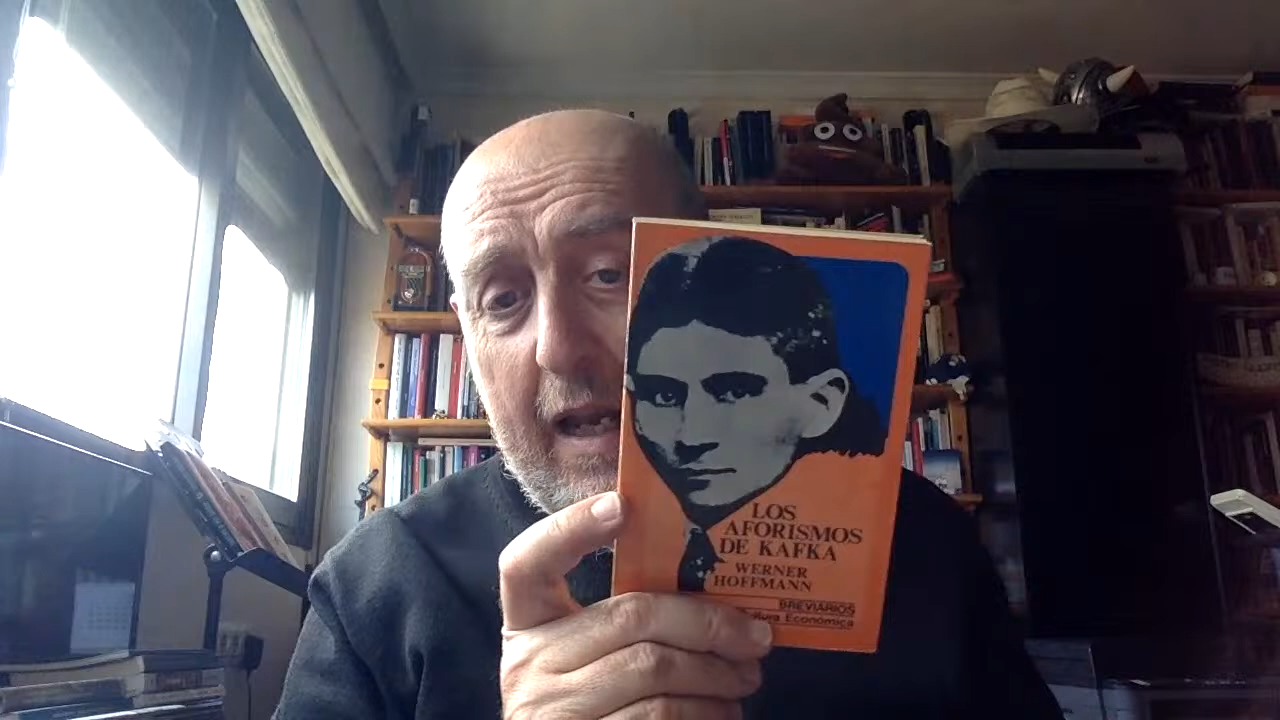 LOS
AFORISMOS
DE KAFKA
WERNER
HOFFMANN
BREVIARIOS
Económica